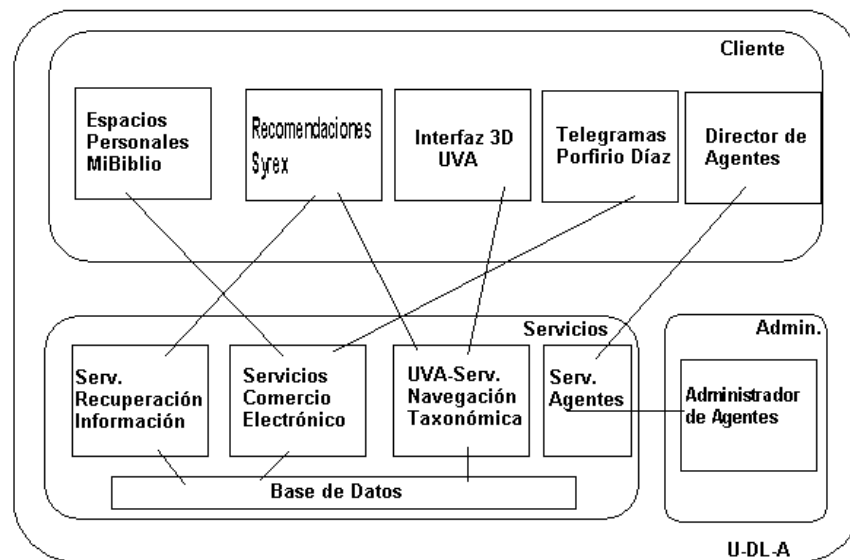 Cliente
Espacios
Personales
MiBiblio
Recomendaciones
Syrex
Interfaz 3D
UVA
Telegramas
Porfirio Díaz
Director de
Agentes
Servicios
Serv.
Recuperación
Información
Servicios
Comercio
Electrónico
UVA-Serv.
Navegación
Taxonómica
Serv.
Agentes
Base de Datos
Admin.
Administrador
de Agentes
U-DL-A